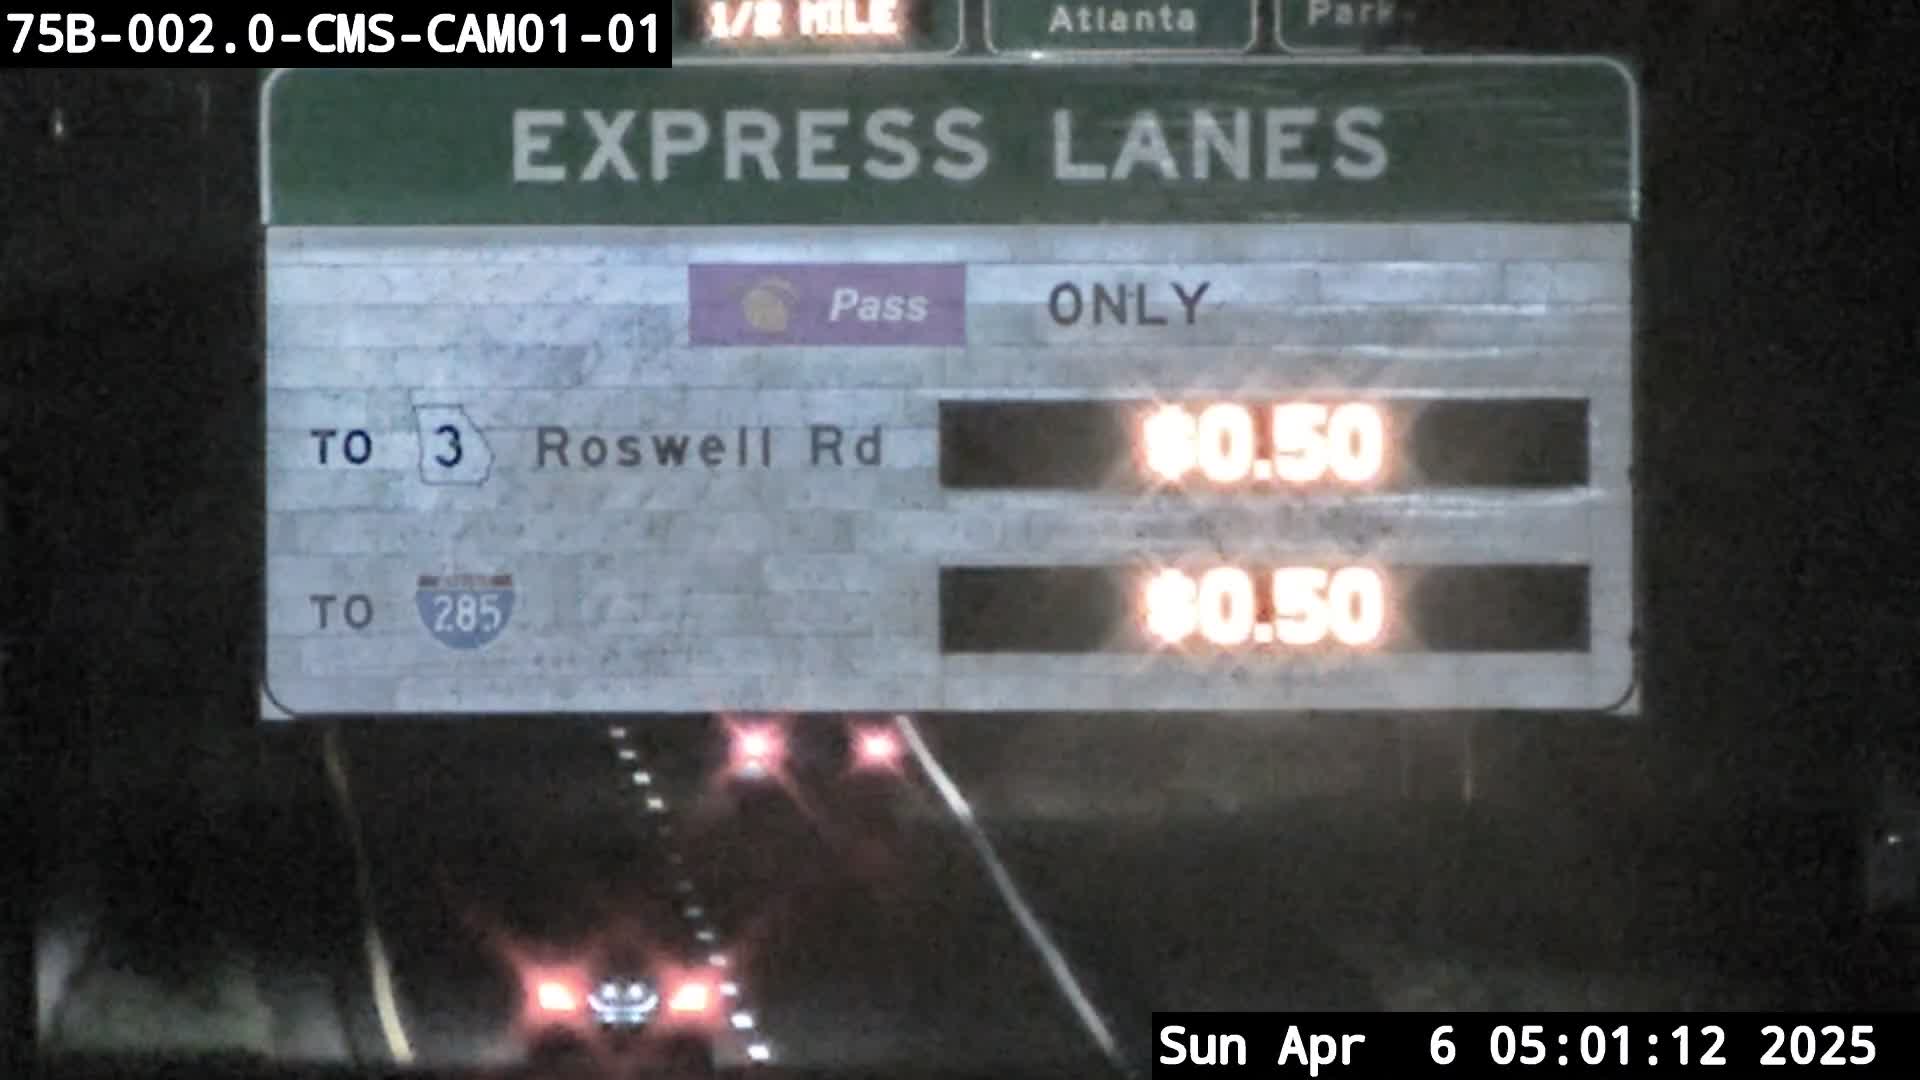 75B-002.0-CMS-CAM01-01
1/2 MILE
Atlanta
Park
EXPRESS LANES
Pass ONLY
TO 3 Roswell Rd $0.50
TO 285 $0.50
Sun Apr 6 05:01:12 2025